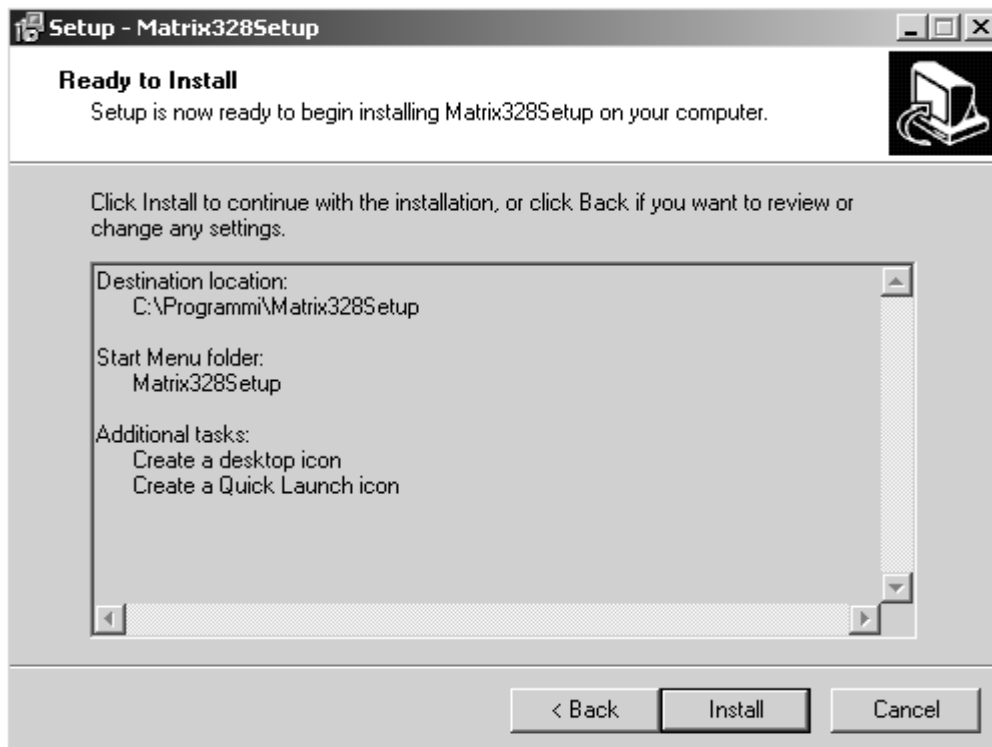 Setup - Matrix328Setup
Ready to Install
Setup is now ready to begin installing Matrix328Setup on your computer.
Click Install to continue with the installation, or click Back if you want to review or
change any settings.
Destination location:
C:\Programmi\Matrix328Setup
Start Menu folder:
Matrix328Setup
Additional tasks:
Create a desktop icon
Create a Quick Launch icon
< Back
Install
Cancel